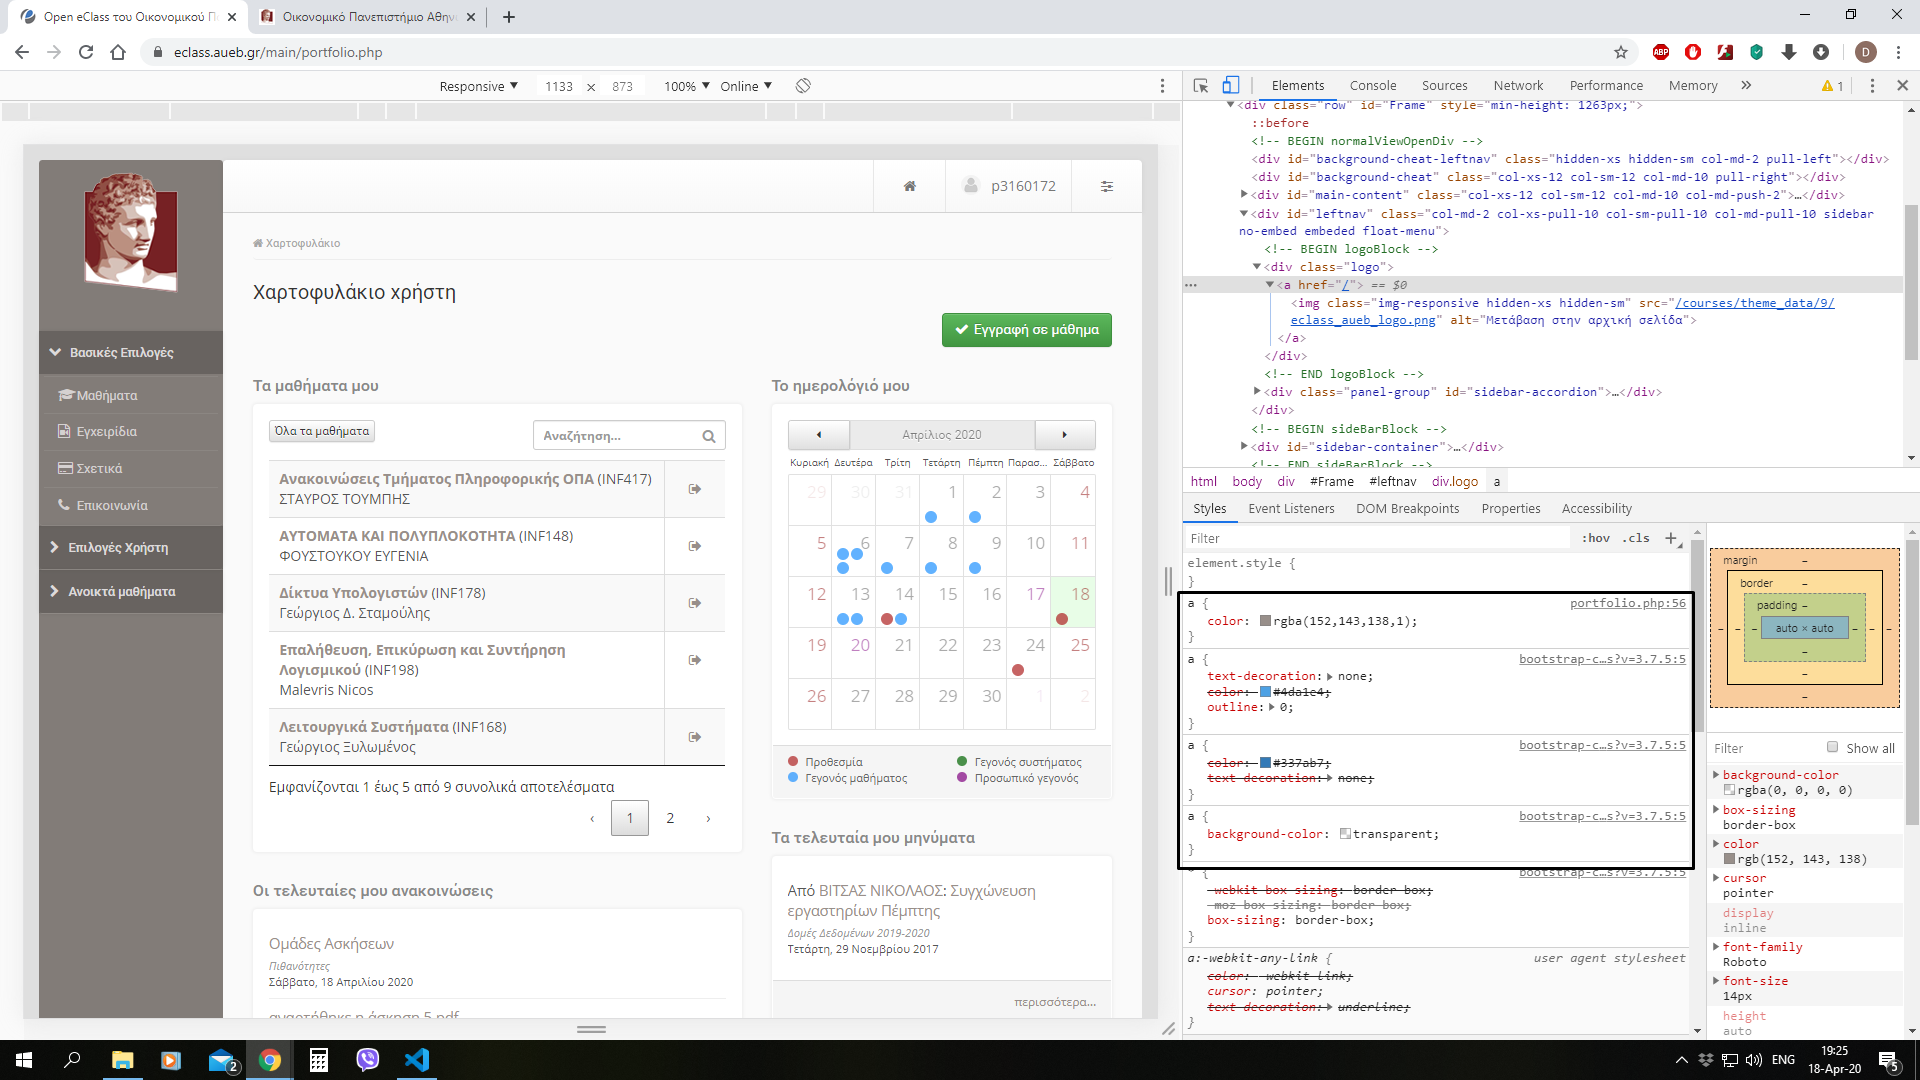 Open eClass του Οικονομικού Π
Οικονομικό Πανεπιστήμιο Αθην
eclass.aueb.gr/main/portfolio.php
ABP
D
Responsive ▼ 1133 × 873 100% ▼ Online ▼
Elements Console Sources Network Performance Memory » 1
p3160172
Χαρτοφυλάκιο
Χαρτοφυλάκιο χρήστη
Εγγραφή σε μάθημα
Βασικές Επιλογές
Μαθήματα
Εγχειρίδια
Σχετικά
Επικοινωνία
Επιλογές Χρήστη
Ανοικτά μαθήματα
Τα μαθήματα μου
Όλα τα μαθήματα
Αναζήτηση...
Ανακοινώσεις Τμήματος Πληροφορικής ΟΠΑ (INF417)
ΣΤΑΥΡΟΣ ΤΟΥΜΠΗΣ
ΑΥΤΟΜΑΤΑ ΚΑΙ ΠΟΛΥΠΛΟΚΟΤΗΤΑ (INF148)
ΦΟΥΣΤΟΥΚΟΥ ΕΥΓΕΝΙΑ
Δίκτυα Υπολογιστών (INF178)
Γεώργιος Δ. Σταμούλης
Επαλήθευση, Επικύρωση και Συντήρηση
Λογισμικού (INF198)
Malevris Nicos
Λειτουργικά Συστήματα (INF168)
Γεώργιος Ξυλωμένος
Εμφανίζονται 1 έως 5 από 9 συνολικά αποτελέσματα
‹ 1 2 ›
Οι τελευταίες μου ανακοινώσεις
Ομάδες Ασκήσεων
Πιθανότητες
Σάββατο, 18 Απριλίου 2020
αναρτήθηκε η άσκηση 5.pdf
Το ημερολόγιό μου
Απρίλιος 2020
Κυριακή Δευτέρα Τρίτη Τετάρτη Πέμπτη Παρασ... Σάββατο
29 30 31 1 2 3 4
5 6 7 8 9 10 11
12 13 14 15 16 17 18
19 20 21 22 23 24 25
26 27 28 29 30 1 2
Προθεσμία Γεγονός συστήματος
Γεγονός μαθήματος Προσωπικό γεγονός
Τα τελευταία μου μηνύματα
Από ΒΙΤΣΑΣ ΝΙΚΟΛΑΟΣ: Συγχώνευση
εργαστηρίων Πέμπτης
Δομές Δεδομένων 2019-2020
Τετάρτη, 29 Νοεμβρίου 2017
περισσότερα...
<div class="row" id="Frame" style="min-height: 1263px;">
::before
<!-- BEGIN normalViewOpenDiv -->
<div id="background-cheat-leftnav" class="hidden-xs hidden-sm col-md-2 pull-left"></div>
<div id="background-cheat" class="col-xs-12 col-sm-12 col-md-10 pull-right"></div>
<div id="main-content" class="col-xs-12 col-sm-12 col-md-10 col-md-push-2">…</div>
<div id="leftnav" class="col-md-2 col-xs-pull-10 col-sm-pull-10 col-md-pull-10 sidebar
no-embed embeded float-menu">
<!-- BEGIN logoBlock -->
<div class="logo">
<a href="/"> == $0
<img class="img-responsive hidden-xs hidden-sm" src="/courses/theme_data/9/
eclass_aueb_logo.png" alt="Μετάβαση στην αρχική σελίδα">
</a>
</div>
<!-- END logoBlock -->
<div class="panel-group" id="sidebar-accordion">…</div>
</div>
<!-- BEGIN sideBarBlock -->
<div id="sidebar-container">…</div>
<!-- END sideBarBlock -->
html body div #Frame #leftnav div.logo a
Styles Event Listeners DOM Breakpoints Properties Accessibility
Filter :hov .cls +
element.style {
}
a { portfolio.php:56
color: rgba(152,143,138,1);
}
a { bootstrap-c…s?v=3.7.5:5
text-decoration: none;
color: #4da1e4;
outline: 0;
}
a { bootstrap-c…s?v=3.7.5:5
color: #337ab7;
text-decoration: none;
}
a { bootstrap-c…s?v=3.7.5:5
background-color: transparent;
}
* { bootstrap-c…s?v=3.7.5:5
-webkit-box-sizing: border-box;
-moz-box-sizing: border-box;
box-sizing: border-box;
}
a:-webkit-any-link { user agent stylesheet
color: -webkit-link;
cursor: pointer;
text-decoration: underline;
}
margin –
border –
padding –
auto × auto
Filter Show all
background-color
rgba(0, 0, 0, 0)
box-sizing
border-box
color
rgb(152, 143, 138)
cursor
pointer
display
inline
font-family
Roboto
font-size
14px
height
auto
2
ENG
19:25
18-Apr-20
5